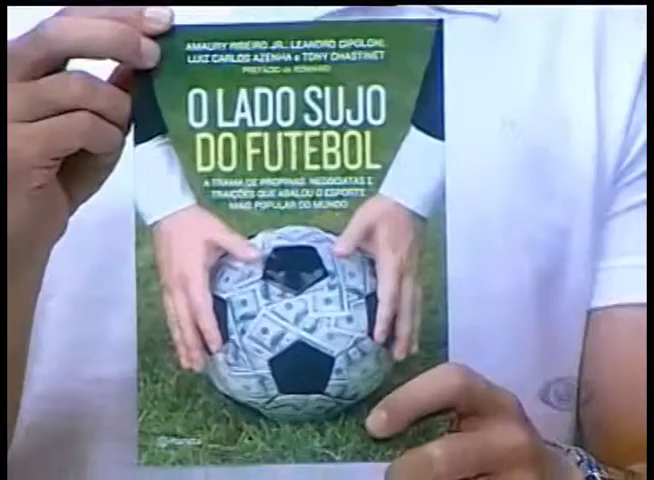 AMAURY RIBEIRO JR., LEANDRO CIPOLONI,
LUIZ CARLOS AZENHA e TONY CHASTINET
PREFÁCIO de ROMÁRIO
O LADO SUJO
DO FUTEBOL
A TRAMA DE PROPINAS, NEGOCIATAS E
TRAIÇÕES QUE ABALOU O ESPORTE
MAIS POPULAR DO MUNDO
Planeta